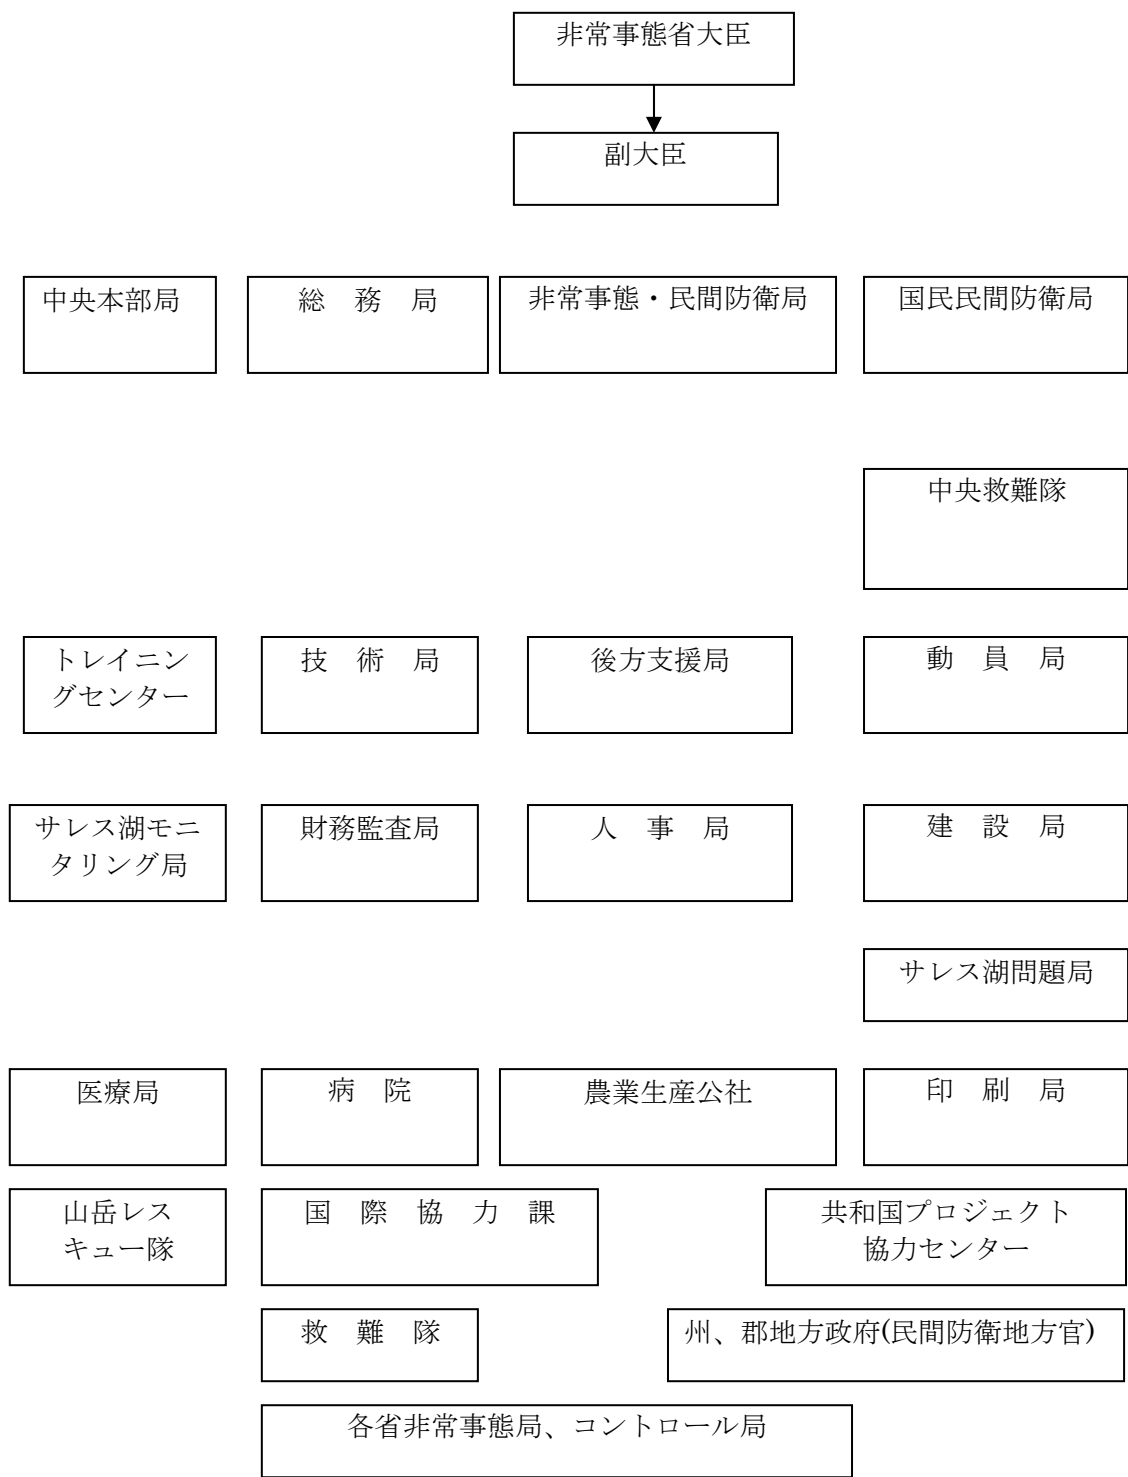 非常事態省大臣
副大臣
中央本部局
総　務　局
非常事態・民間防衛局
国民民間防衛局
中央救難隊
トレイニン
グセンター
技　術　局
後方支援局
動　員　局
サレス湖モニ
タリング局
財務監査局
人　事　局
建　設　局
サレス湖問題局
医療局
病　院
農業生産公社
印　刷　局
山岳レス
キュー隊
国　際　協　力　課
共和国プロジェクト
協力センター
救　難　隊
州、郡地方政府(民間防衛地方官)
各省非常事態局、コントロール局